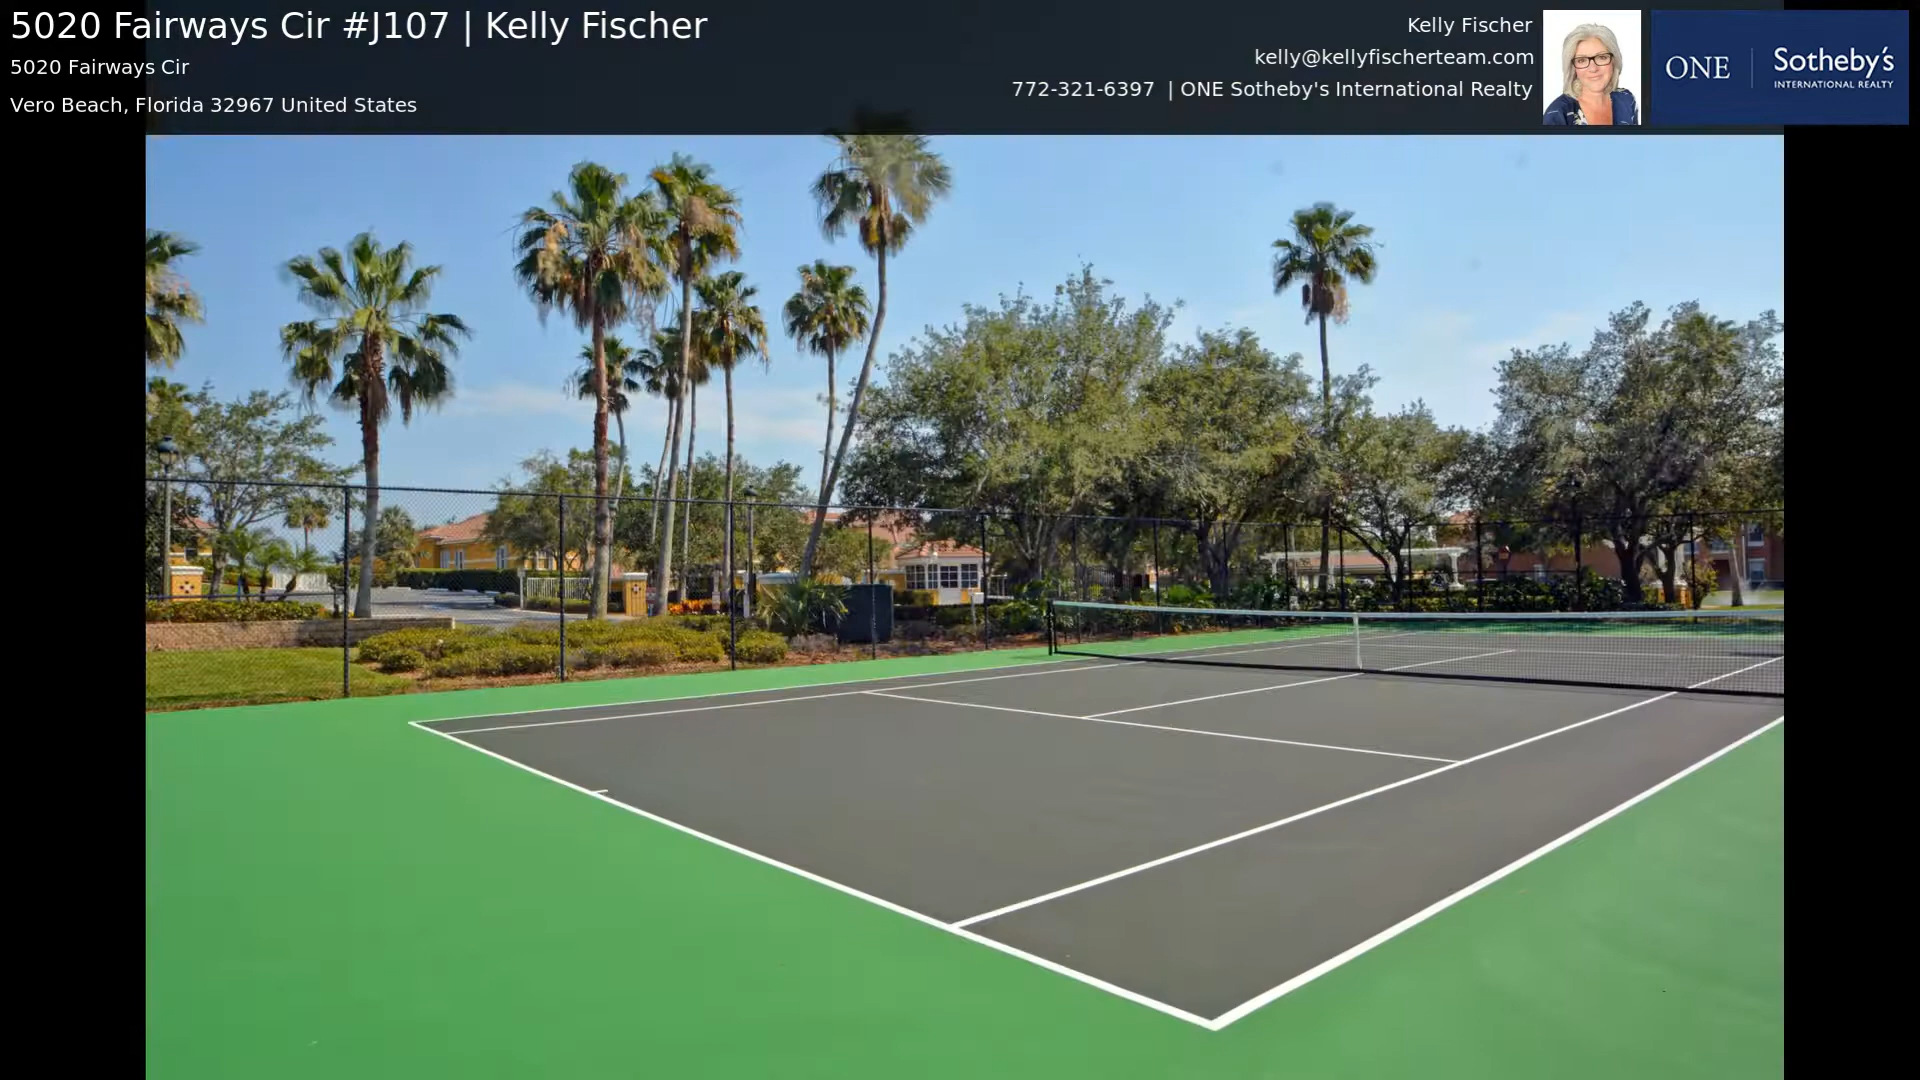 5020 Fairways Cir #J107 | Kelly Fischer
5020 Fairways Cir
Vero Beach, Florida 32967 United States
Kelly Fischer
kelly@kellyfischerteam.com
772-321-6397 | ONE Sotheby's International Realty
ONE | Sotheby's
INTERNATIONAL REALTY